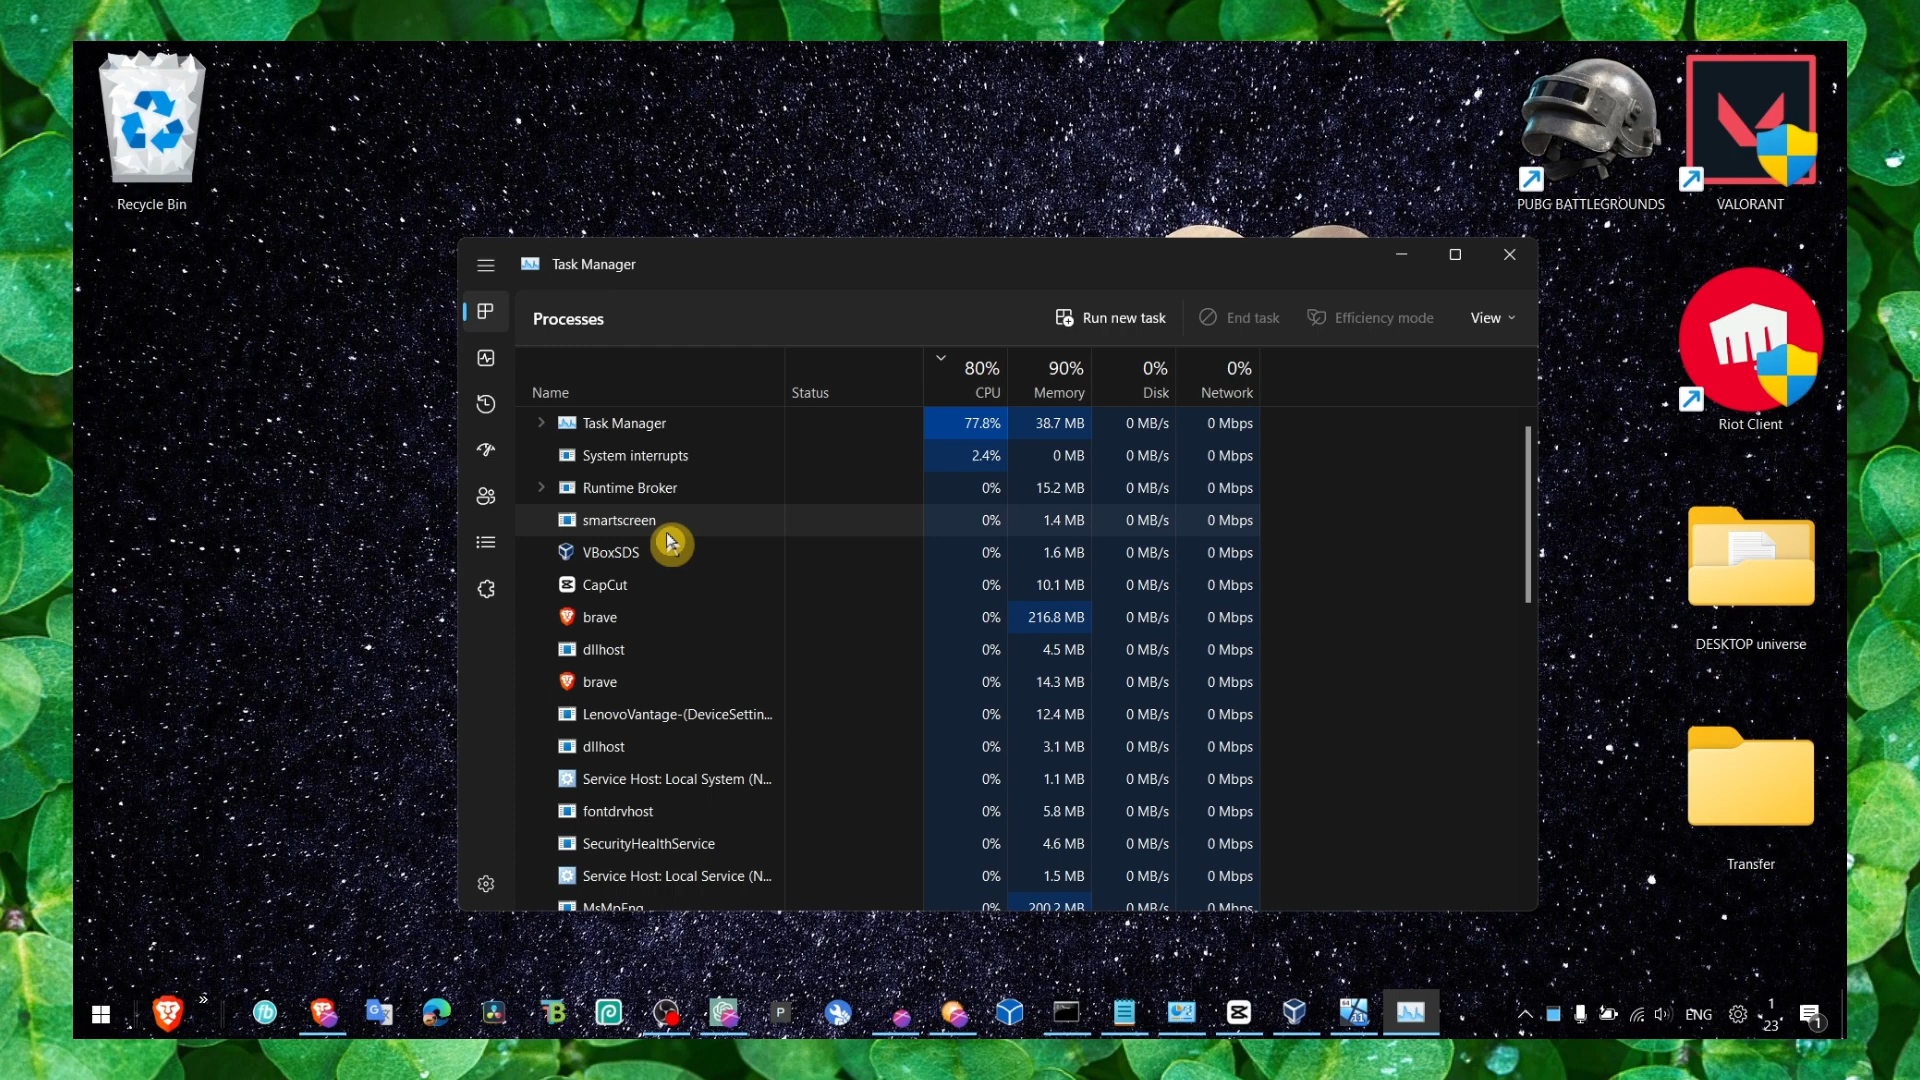 Recycle Bin
PUBG BATTLEGROUNDS
VALORANT
Task Manager
Processes
Run new task
End task
Efficiency mode
View
80% 90% 0% 0%
Name Status CPU Memory Disk Network
Task Manager 77.8% 38.7 MB 0 MB/s 0 Mbps
System interrupts 2.4% 0 MB 0 MB/s 0 Mbps
Runtime Broker 0% 15.2 MB 0 MB/s 0 Mbps
smartscreen 0% 1.4 MB 0 MB/s 0 Mbps
VBoxSDS 0% 1.6 MB 0 MB/s 0 Mbps
CapCut 0% 10.1 MB 0 MB/s 0 Mbps
brave 0% 216.8 MB 0 MB/s 0 Mbps
dllhost 0% 4.5 MB 0 MB/s 0 Mbps
brave 0% 14.3 MB 0 MB/s 0 Mbps
LenovoVantage-(DeviceSettin... 0% 12.4 MB 0 MB/s 0 Mbps
dllhost 0% 3.1 MB 0 MB/s 0 Mbps
Service Host: Local System (N... 0% 1.1 MB 0 MB/s 0 Mbps
fontdrvhost 0% 5.8 MB 0 MB/s 0 Mbps
SecurityHealthService 0% 4.6 MB 0 MB/s 0 Mbps
Service Host: Local Service (N... 0% 1.5 MB 0 MB/s 0 Mbps
MsMpEng 0% 200.2 MB 0 MB/s 0 Mbps
Riot Client
DESKTOP universe
Transfer
ENG
1
23
1